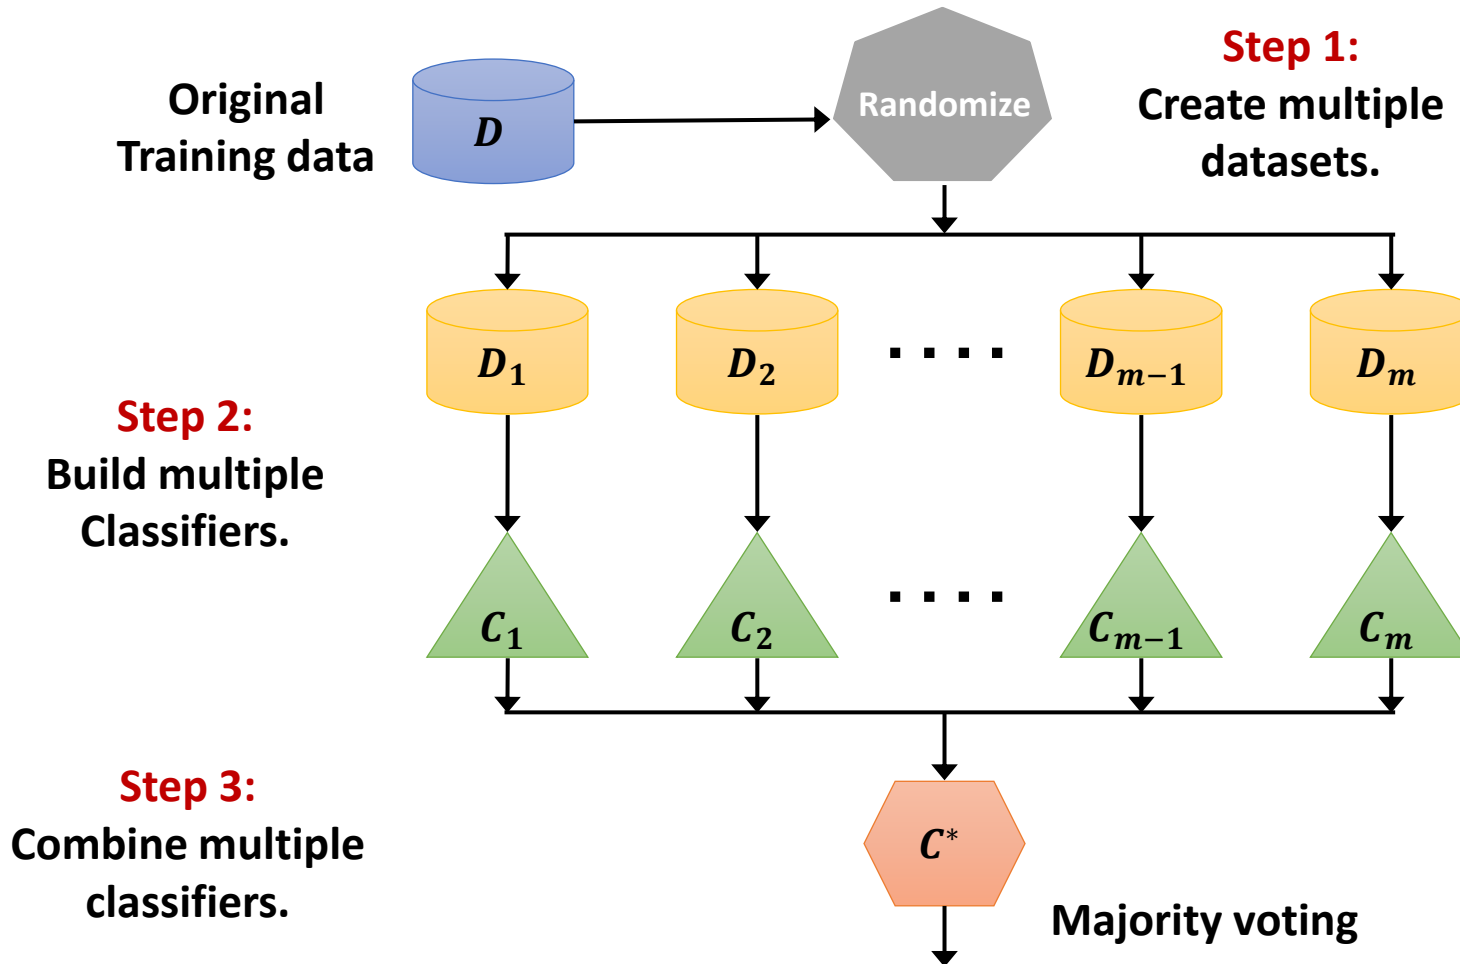 Original
Training data
D
Randomize
Step 1:
Create multiple
datasets.
D₁
D₂
. . . .
Dₘ₋₁
Dₘ
Step 2:
Build multiple
Classifiers.
C₁
C₂
. . . .
Cₘ₋₁
Cₘ
Step 3:
Combine multiple
classifiers.
C*
Majority voting